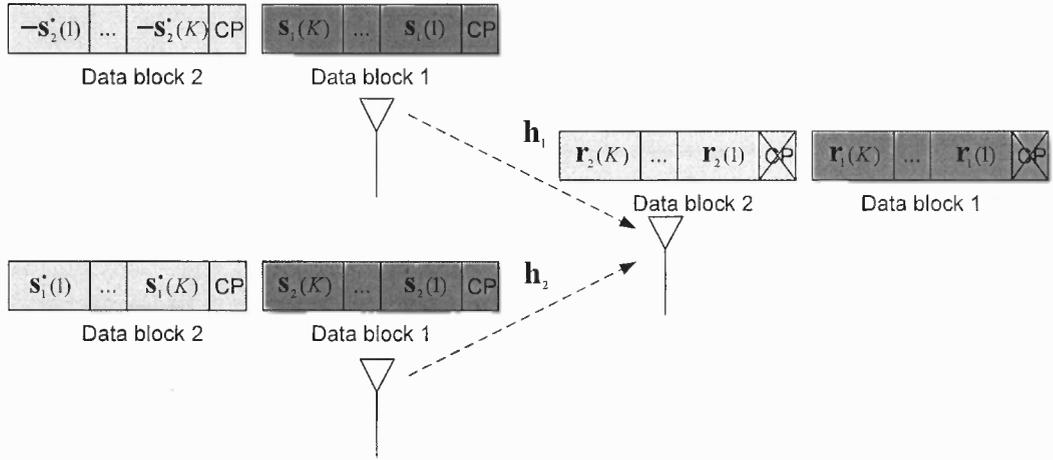 −s₂*(1) ... −s₂*(K) CP s₁(K) ... s₁(1) CP
Data block 2 Data block 1
h₁
r₂(K) ... r₂(1) CP r₁(K) ... r₁(1) CP
Data block 2 Data block 1
s₁*(1) ... s₁*(K) CP s₂(K) ... s₂(1) CP
h₂
Data block 2 Data block 1